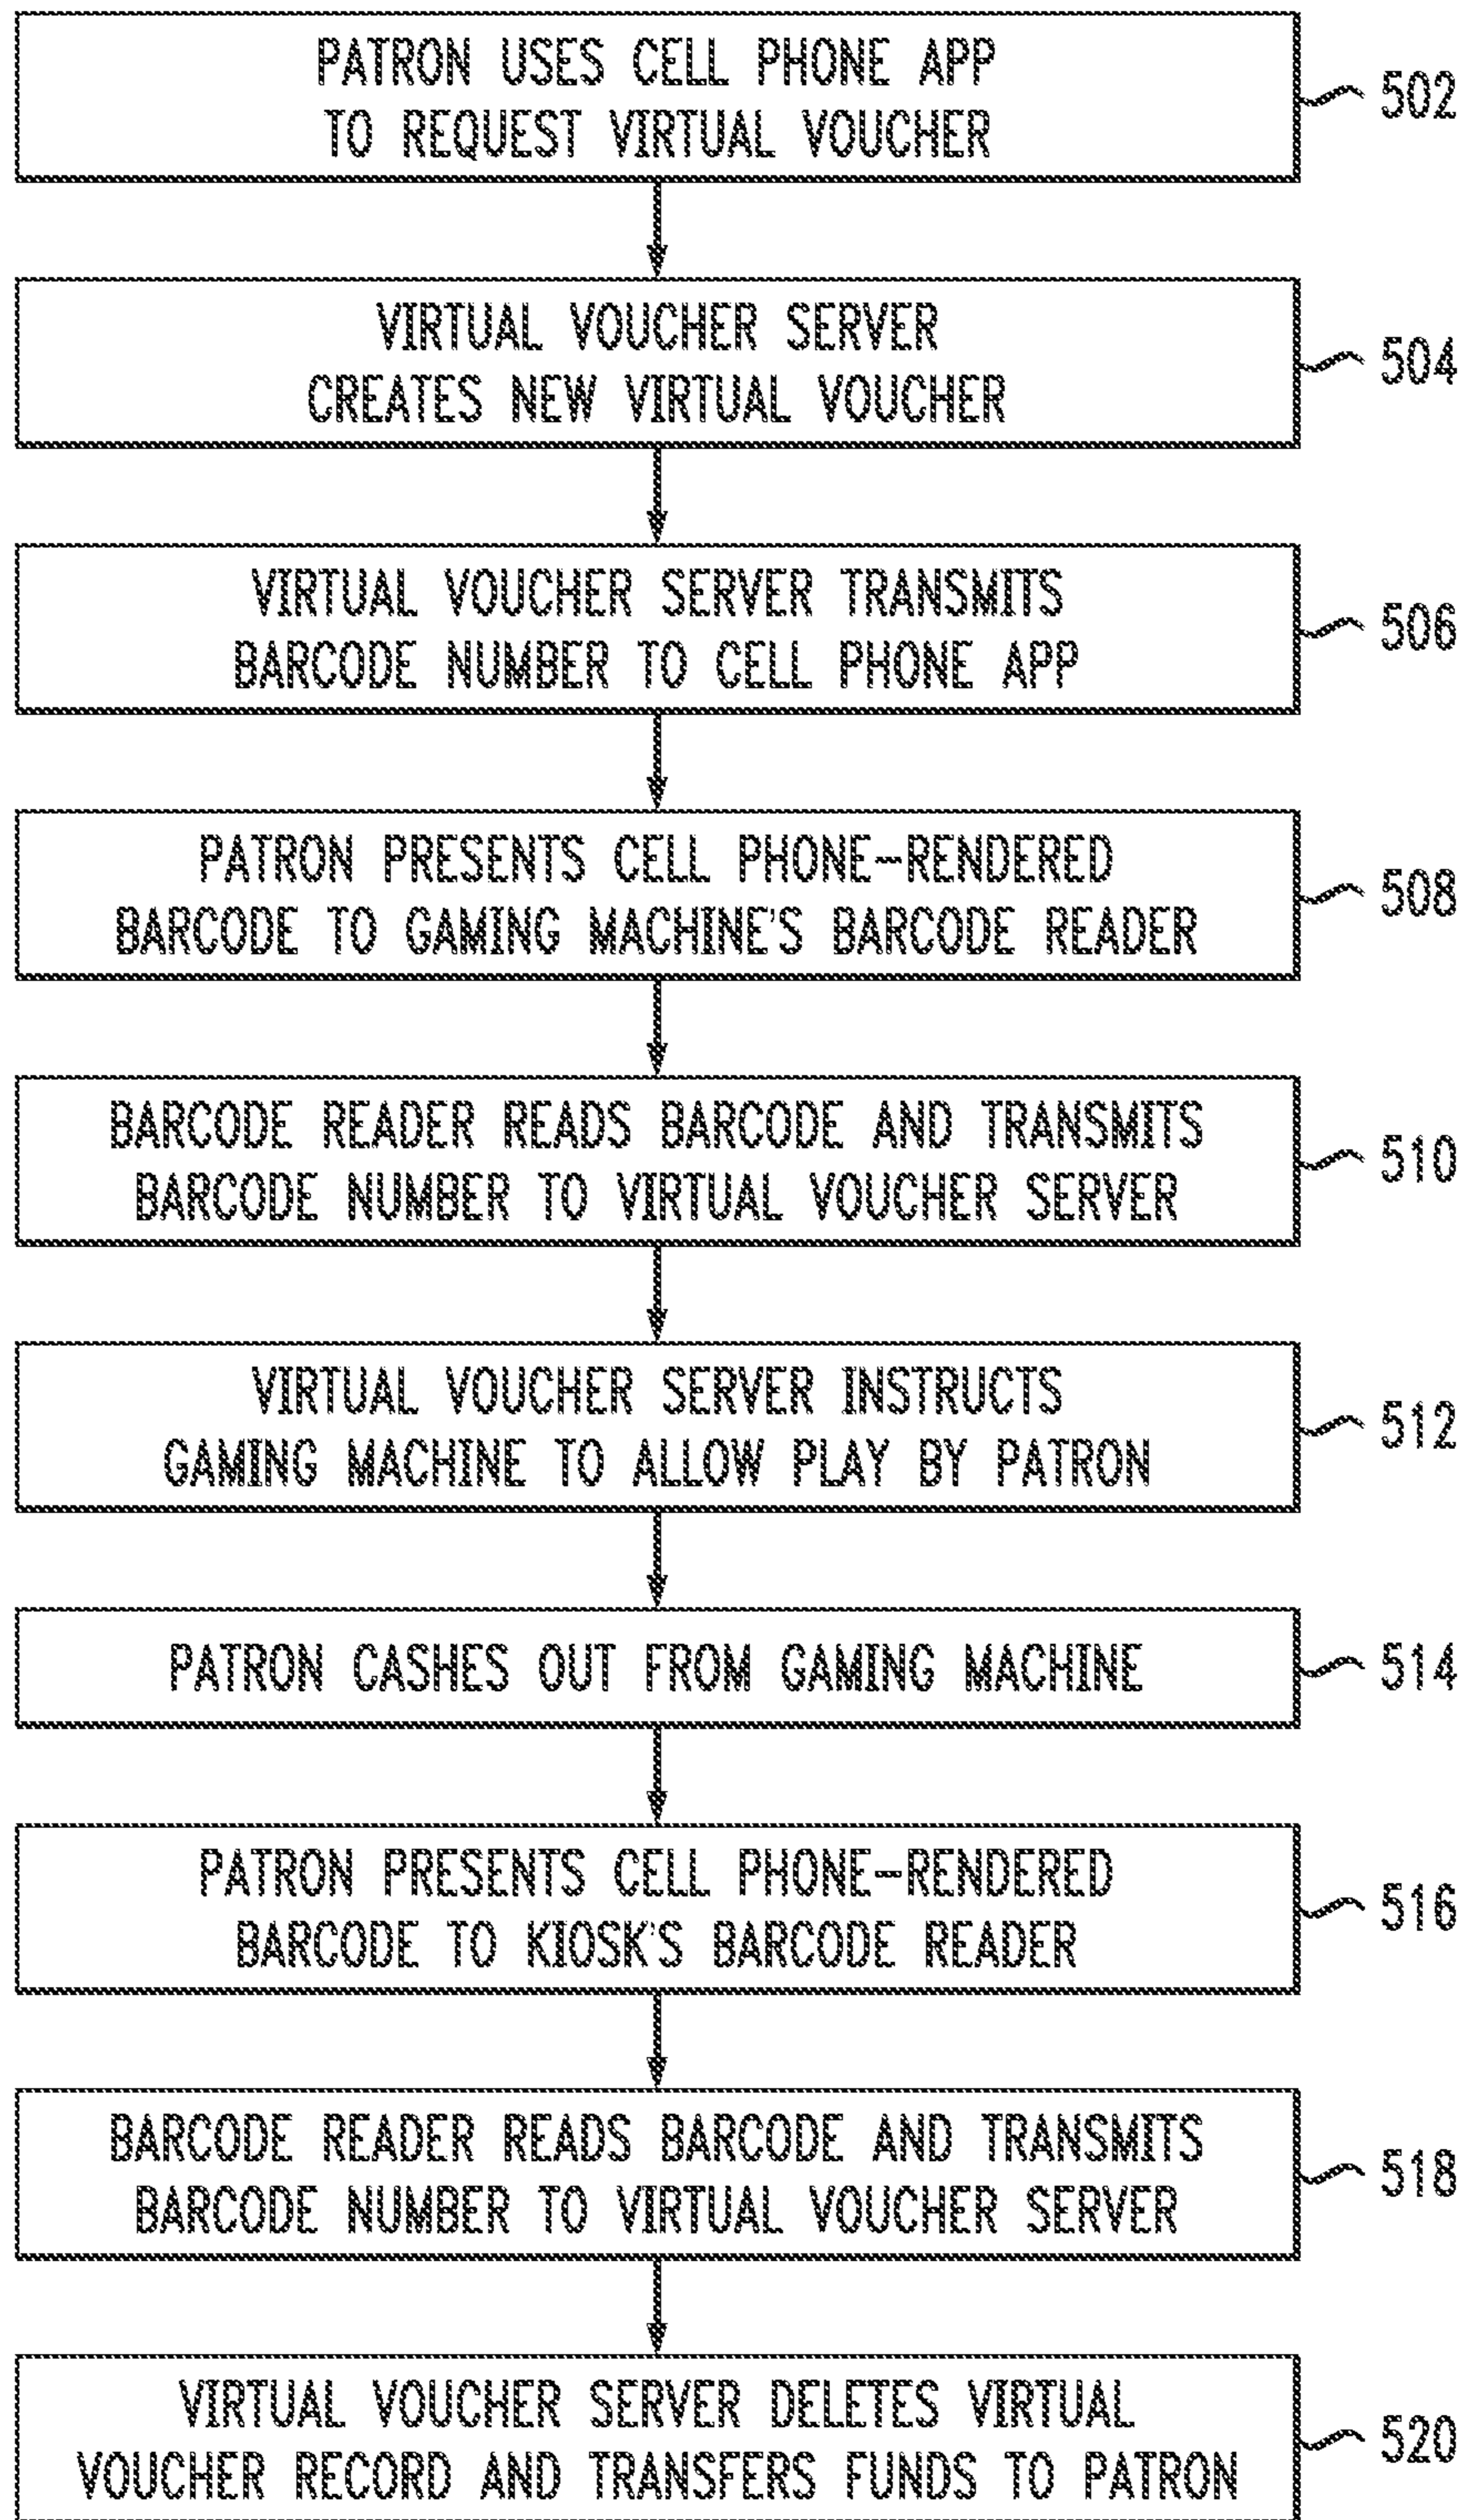 PATRON USES CELL PHONE APP
TO REQUEST VIRTUAL VOUCHER
502
VIRTUAL VOUCHER SERVER
CREATES NEW VIRTUAL VOUCHER
504
VIRTUAL VOUCHER SERVER TRANSMITS
BARCODE NUMBER TO CELL PHONE APP
506
PATRON PRESENTS CELL PHONE-RENDERED
BARCODE TO GAMING MACHINE'S BARCODE READER
508
BARCODE READER READS BARCODE AND TRANSMITS
BARCODE NUMBER TO VIRTUAL VOUCHER SERVER
510
VIRTUAL VOUCHER SERVER INSTRUCTS
GAMING MACHINE TO ALLOW PLAY BY PATRON
512
PATRON CASHES OUT FROM GAMING MACHINE
514
PATRON PRESENTS CELL PHONE-RENDERED
BARCODE TO KIOSK'S BARCODE READER
516
BARCODE READER READS BARCODE AND TRANSMITS
BARCODE NUMBER TO VIRTUAL VOUCHER SERVER
518
VIRTUAL VOUCHER SERVER DELETES VIRTUAL
VOUCHER RECORD AND TRANSFERS FUNDS TO PATRON
520